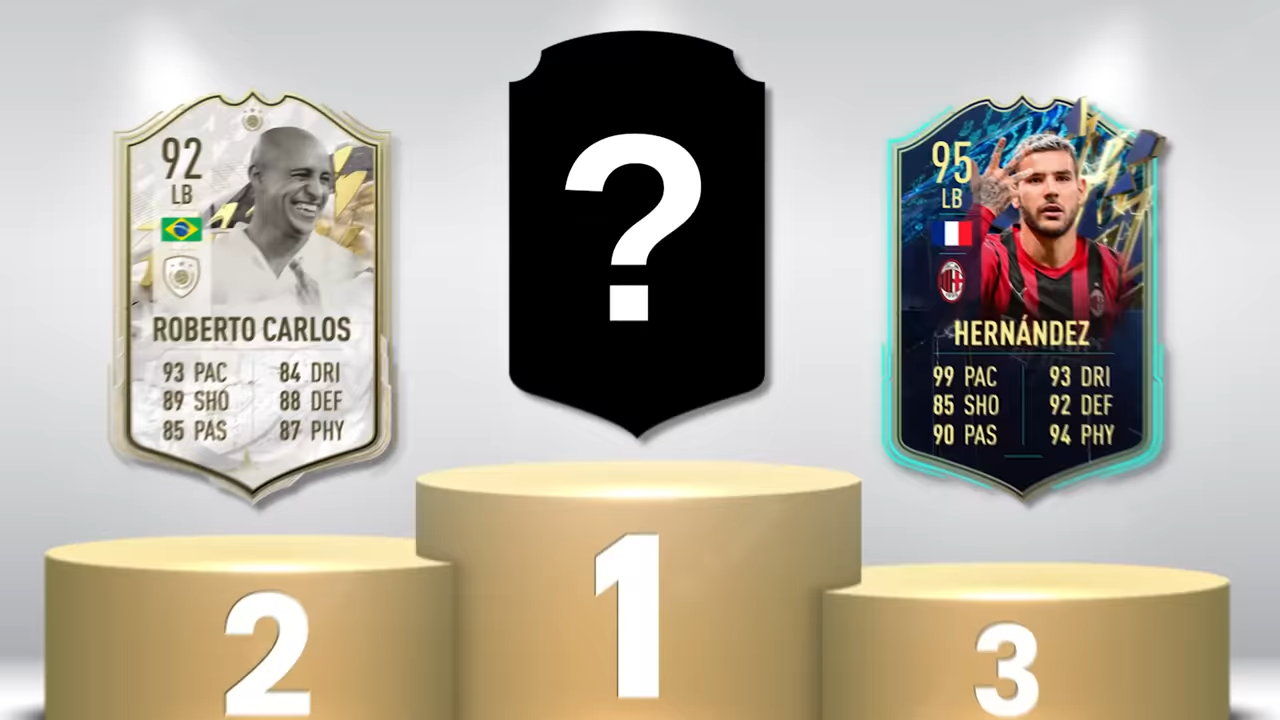 92
LB
ROBERTO CARLOS
93 PAC 84 DRI
89 SHO 88 DEF
85 PAS 87 PHY
?
95
LB
HERNÁNDEZ
99 PAC 93 DRI
85 SHO 92 DEF
90 PAS 94 PHY
2
1
3